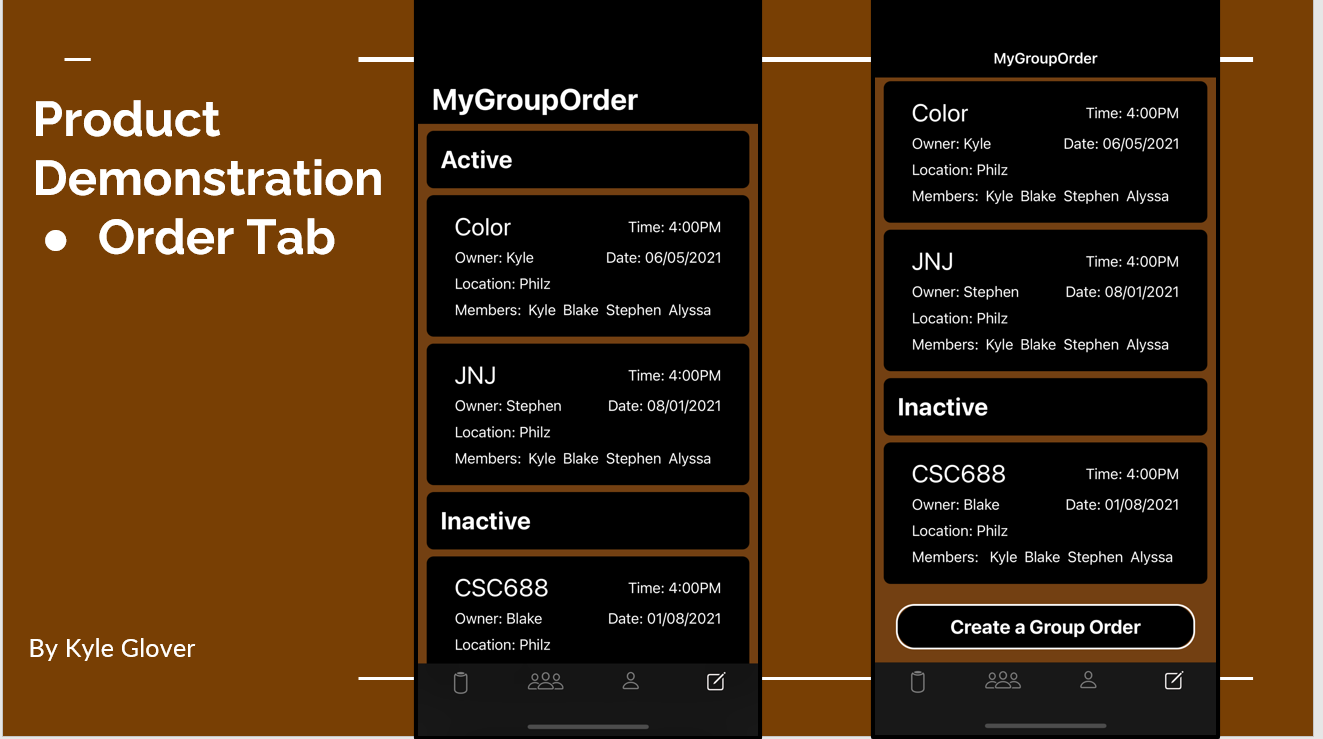 Product
Demonstration
● Order Tab
By Kyle Glover
MyGroupOrder
Active
Color Time: 4:00PM
Owner: Kyle Date: 06/05/2021
Location: Philz
Members: Kyle Blake Stephen Alyssa
JNJ Time: 4:00PM
Owner: Stephen Date: 08/01/2021
Location: Philz
Members: Kyle Blake Stephen Alyssa
Inactive
CSC688 Time: 4:00PM
Owner: Blake Date: 01/08/2021
Location: Philz
MyGroupOrder
Color Time: 4:00PM
Owner: Kyle Date: 06/05/2021
Location: Philz
Members: Kyle Blake Stephen Alyssa
JNJ Time: 4:00PM
Owner: Stephen Date: 08/01/2021
Location: Philz
Members: Kyle Blake Stephen Alyssa
Inactive
CSC688 Time: 4:00PM
Owner: Blake Date: 01/08/2021
Location: Philz
Members: Kyle Blake Stephen Alyssa
Create a Group Order